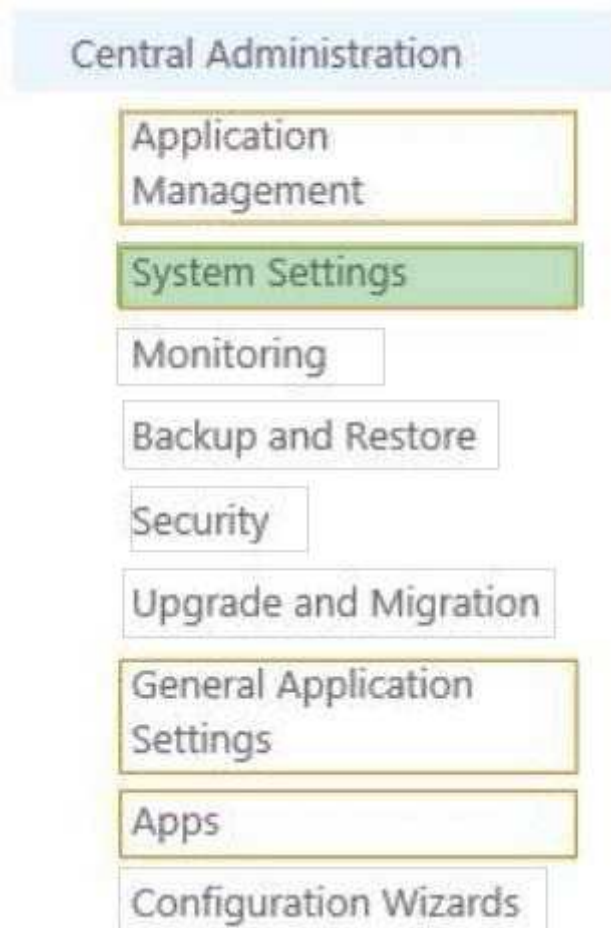 Central Administration
Application
Management
System Settings
Monitoring
Backup and Restore
Security
Upgrade and Migration
General Application
Settings
Apps
Configuration Wizards